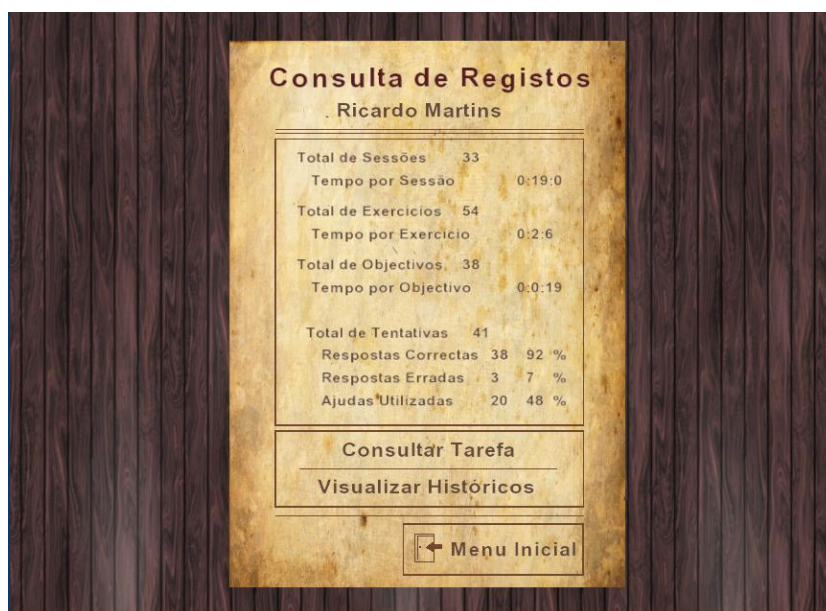 Consulta de Registos
Ricardo Martins
Total de Sessões 33
Tempo por Sessão 0:19:0
Total de Exercicios 54
Tempo por Exercicio 0:2:6
Total de Objectivos 38
Tempo por Objectivo 0:0:19
Total de Tentativas 41
Respostas Correctas 38 92 %
Respostas Erradas 3 7 %
Ajudas Utilizadas 20 48 %
Consultar Tarefa
Visualizar Históricos
Menu Inicial